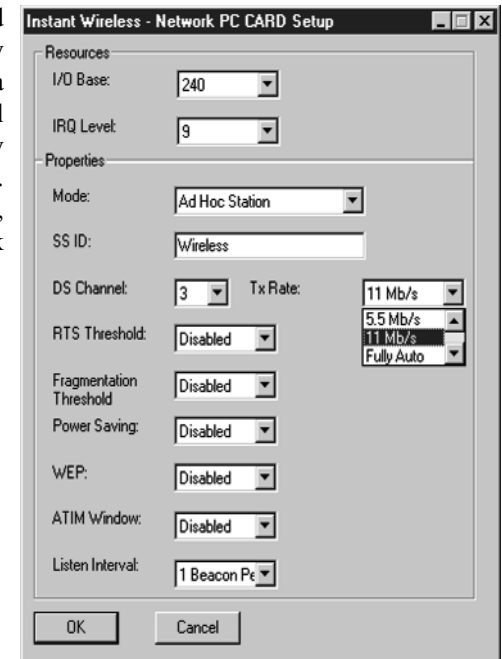 Instant Wireless - Network PC CARD Setup
Resources
I/O Base: 240
IRQ Level: 9
Properties
Mode: Ad Hoc Station
SS ID: Wireless
DS Channel: 3 Tx Rate: 11 Mb/s
5.5 Mb/s
11 Mb/s
Fully Auto
RTS Threshold: Disabled
Fragmentation
Threshold Disabled
Power Saving: Disabled
WEP: Disabled
ATIM Window: Disabled
Listen Interval: 1 Beacon Pe
OK Cancel